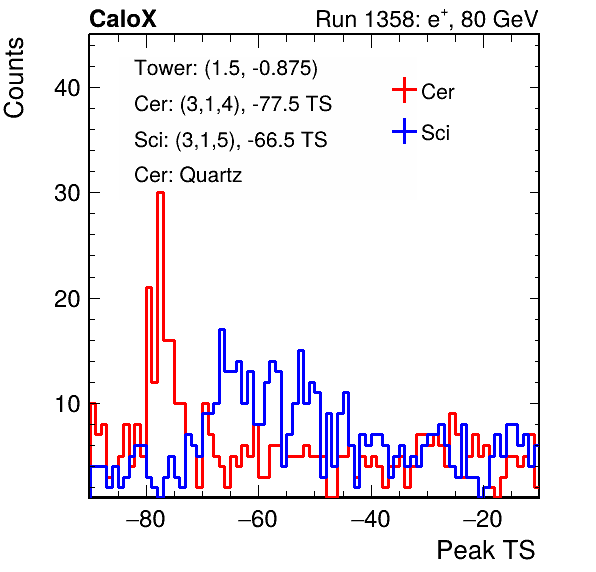 CaloX Run 1358: e⁺, 80 GeV
Counts
Tower: (1.5, -0.875)
Cer: (3,1,4), -77.5 TS
Sci: (3,1,5), -66.5 TS
Cer: Quartz
Cer
Sci
40
30
20
10
−80 −60 −40 −20
Peak TS